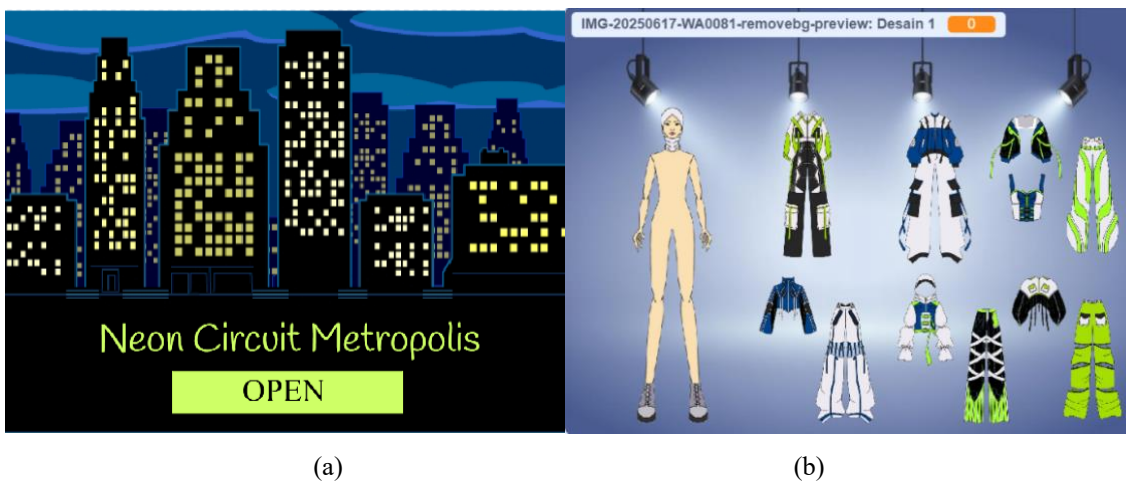 IMG-20250617-WA0081-removebg-preview: Desain 1 0
Neon Circuit Metropolis
OPEN
(a)
(b)